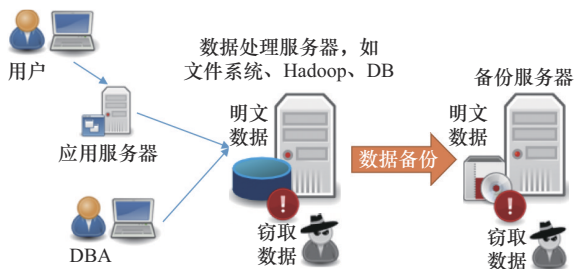 用户
应用服务器
DBA
数据处理服务器，如
文件系统、Hadoop、DB
明文
数据
窃取
数据
数据备份
备份服务器
明文
数据
窃取
数据